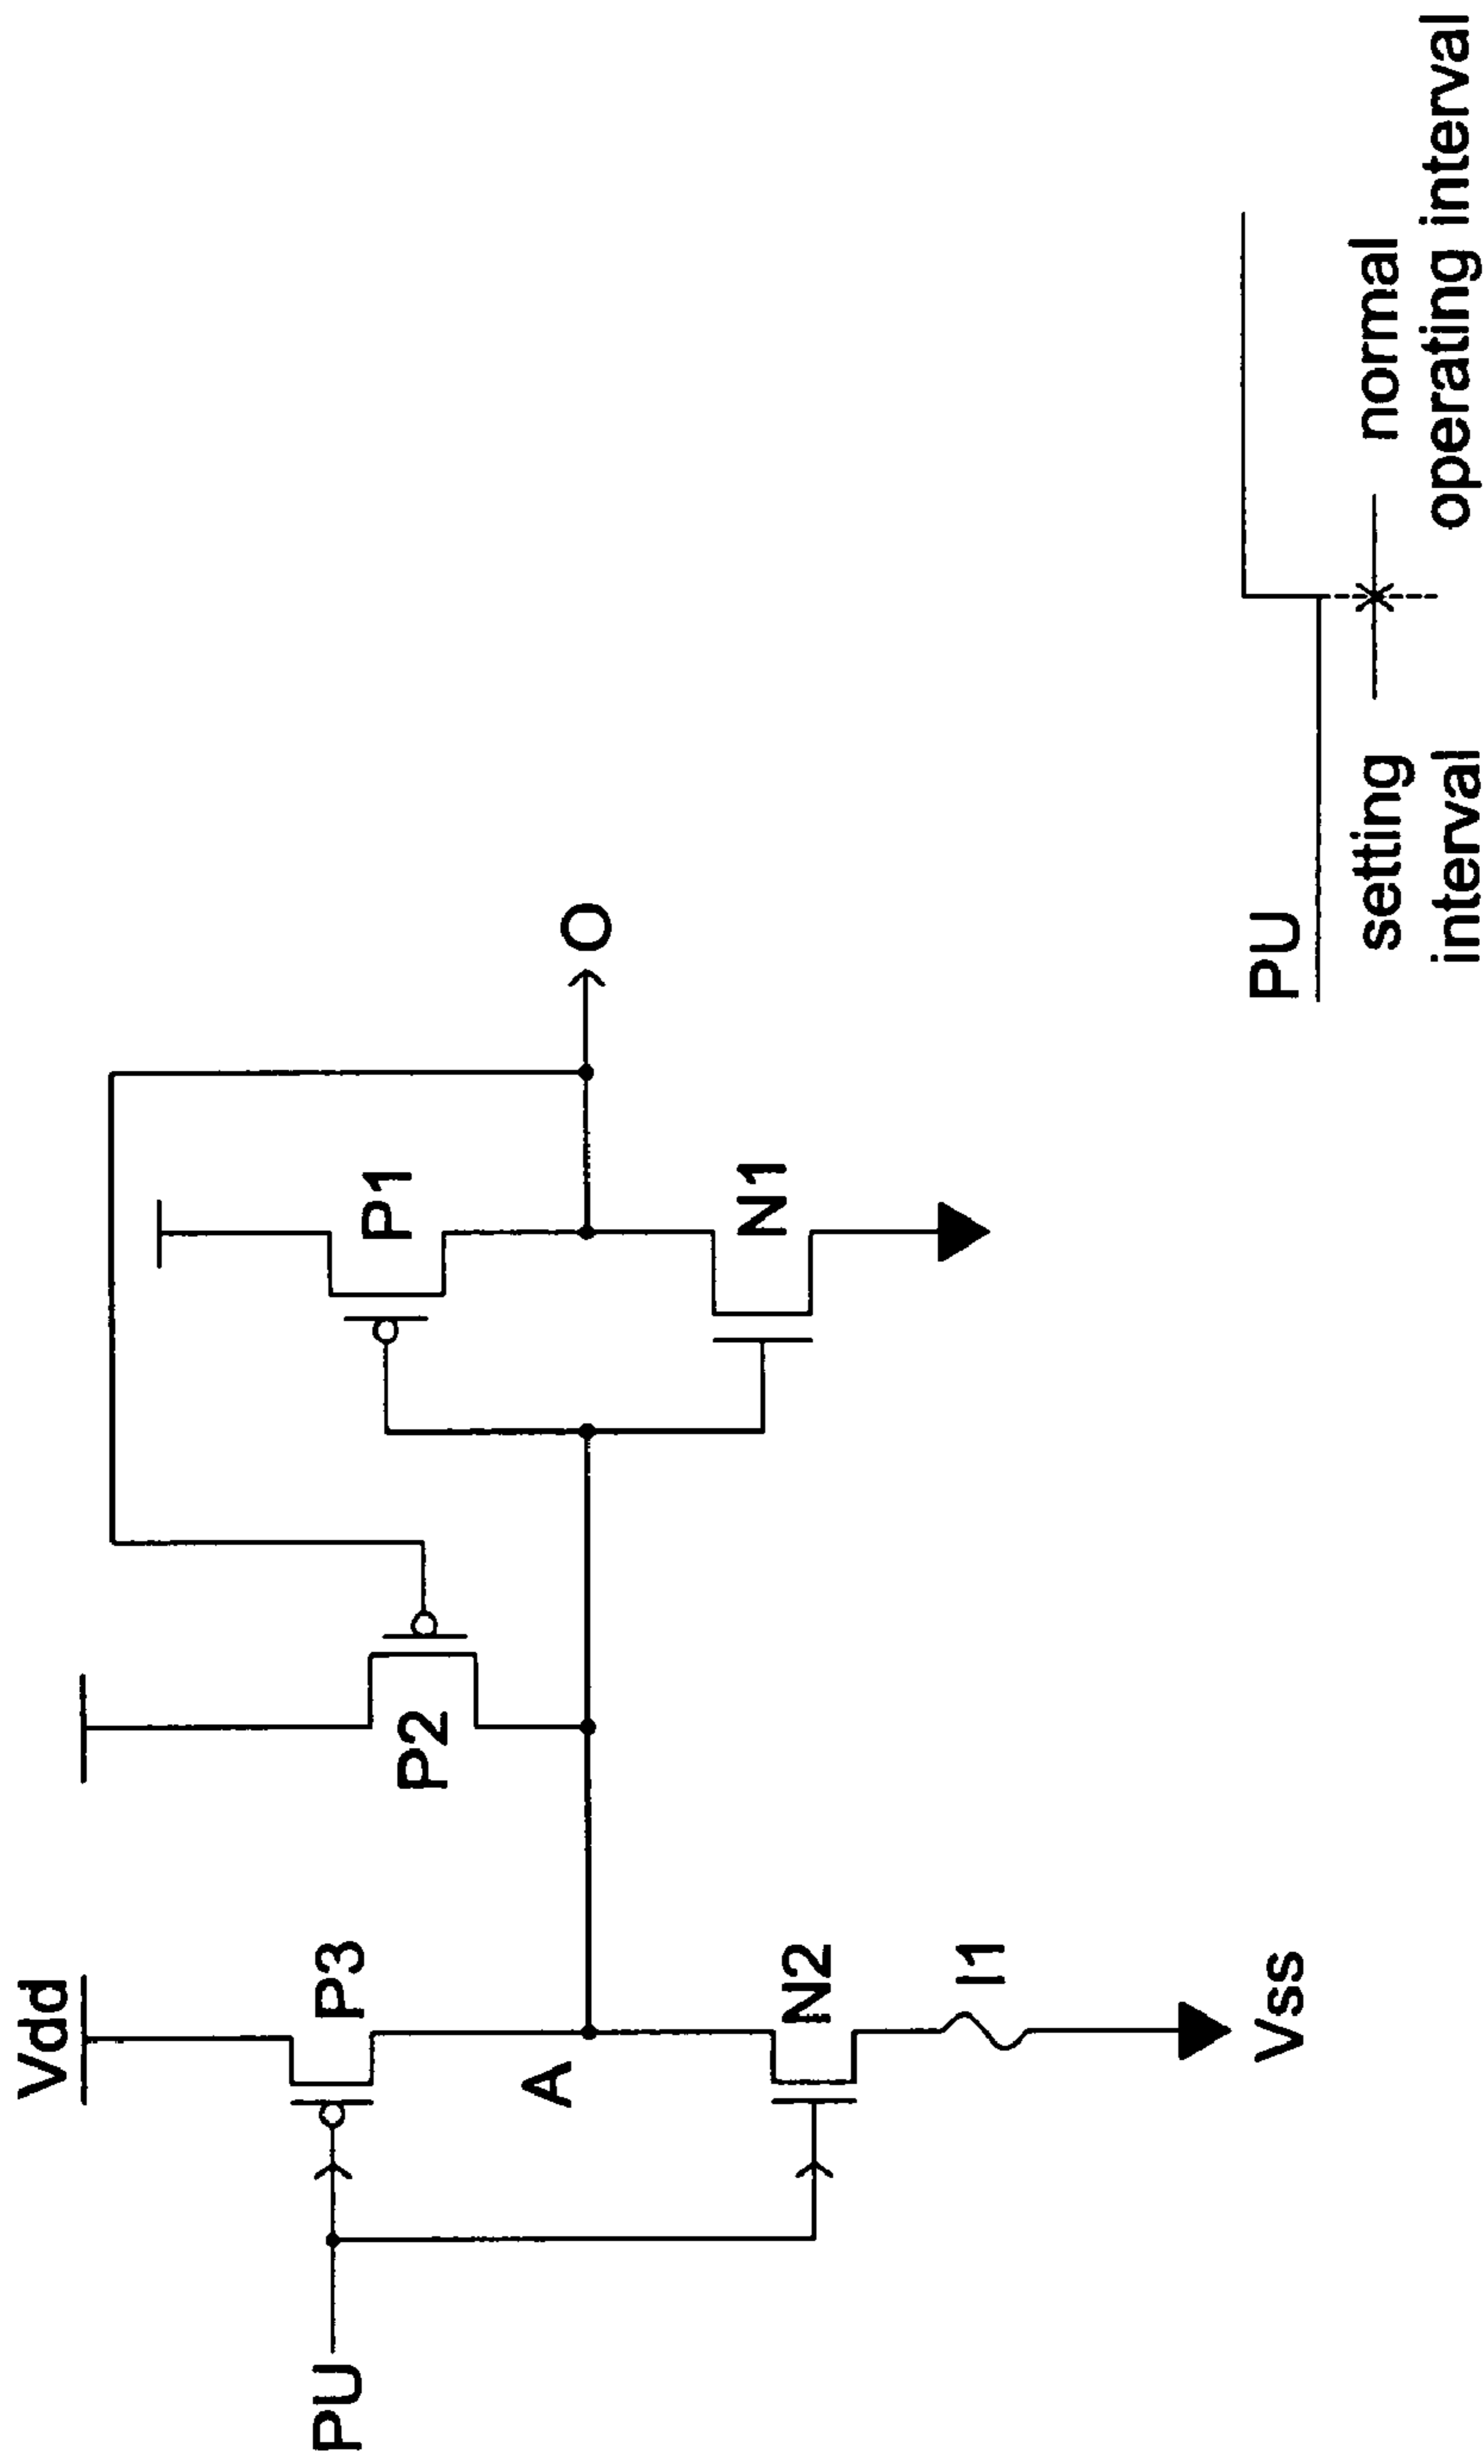 Vdd
PU
P3
A
N2
I1
Vss
P2
P1
N1
O
PU
setting
interval
normal
operating interval